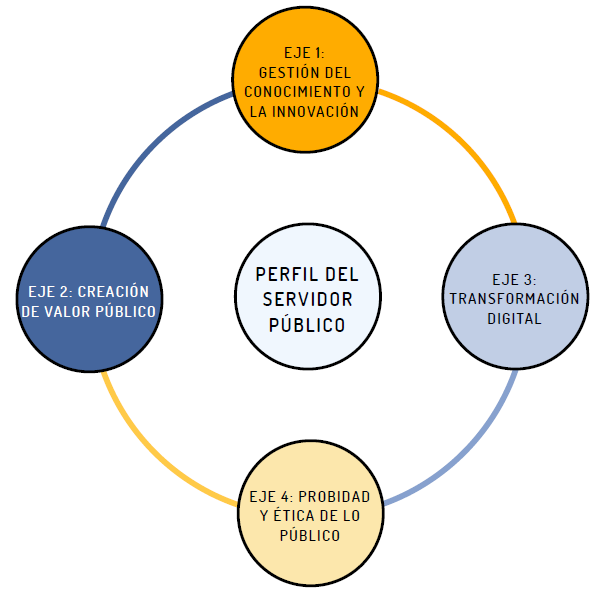 EJE 1:
GESTIÓN DEL
CONOCIMIENTO Y
LA INNOVACIÓN
EJE 2: CREACIÓN
DE VALOR PÚBLICO
PERFIL DEL
SERVIDOR
PÚBLICO
EJE 3:
TRANSFORMACIÓN
DIGITAL
EJE 4: PROBIDAD
Y ÉTICA DE LO
PÚBLICO